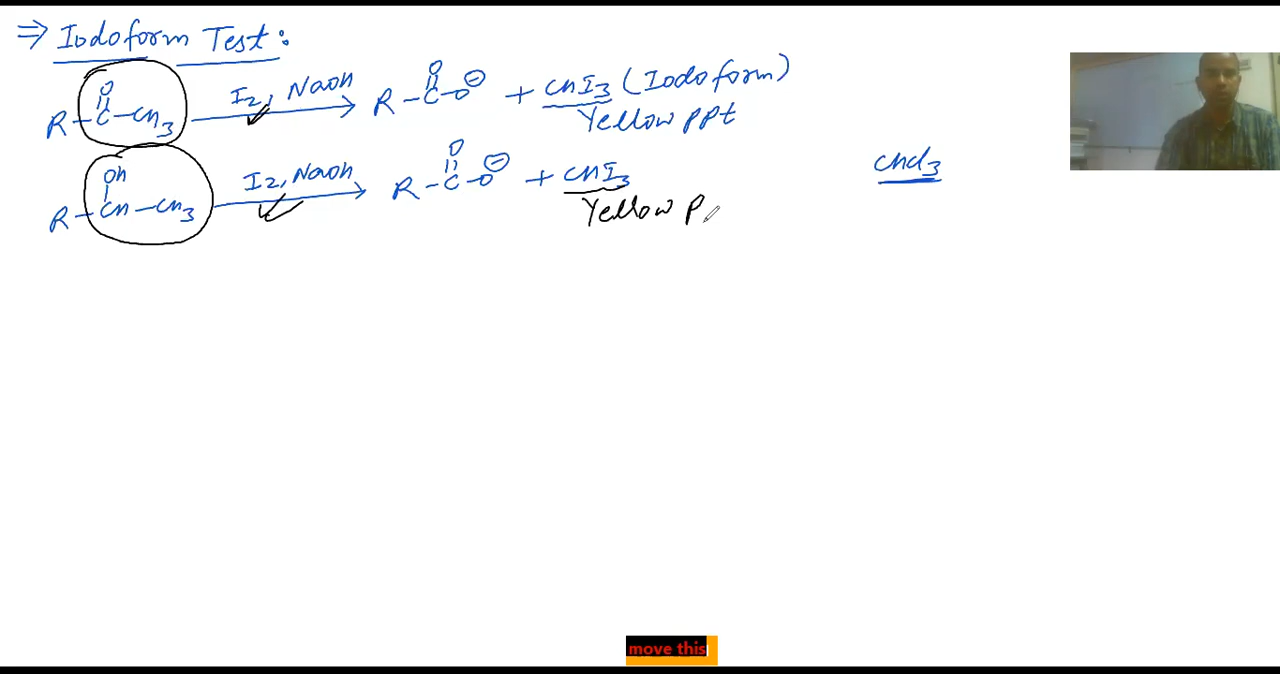 ⇒ Iodoform Test:
R-C(=O)-CH3 I2, NaOH → R-C(=O)-O⊖ + CHI3 (Iodoform)
Yellow PPt
R-CH(OH)-CH3 I2, NaOH → R-C(=O)-O⊖ + CHI3
Yellow P
CHCl3
move this